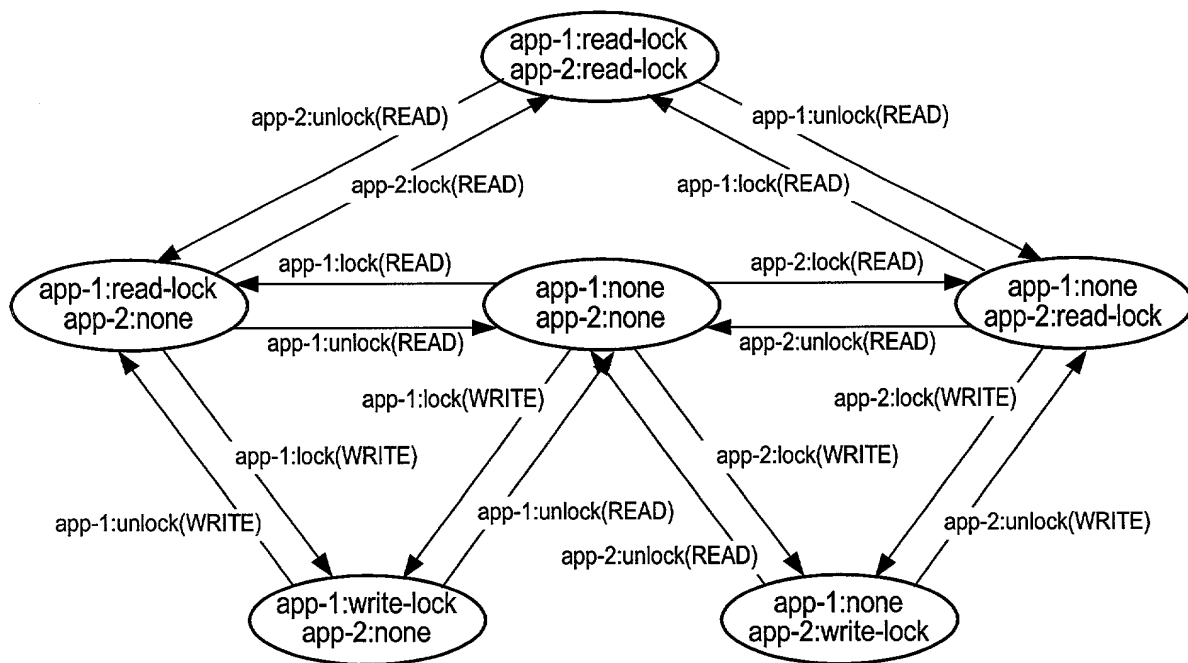 app-1:read-lock
app-2:read-lock
app-2:unlock(READ)
app-1:unlock(READ)
app-2:lock(READ)
app-1:lock(READ)
app-1:lock(READ)
app-2:lock(READ)
app-1:read-lock
app-2:none
app-1:none
app-2:none
app-1:none
app-2:read-lock
app-1:unlock(READ)
app-2:unlock(READ)
app-1:lock(WRITE)
app-2:lock(WRITE)
app-1:lock(WRITE)
app-2:lock(WRITE)
app-1:unlock(WRITE)
app-1:unlock(READ)
app-2:unlock(READ)
app-2:unlock(WRITE)
app-1:write-lock
app-2:none
app-1:none
app-2:write-lock